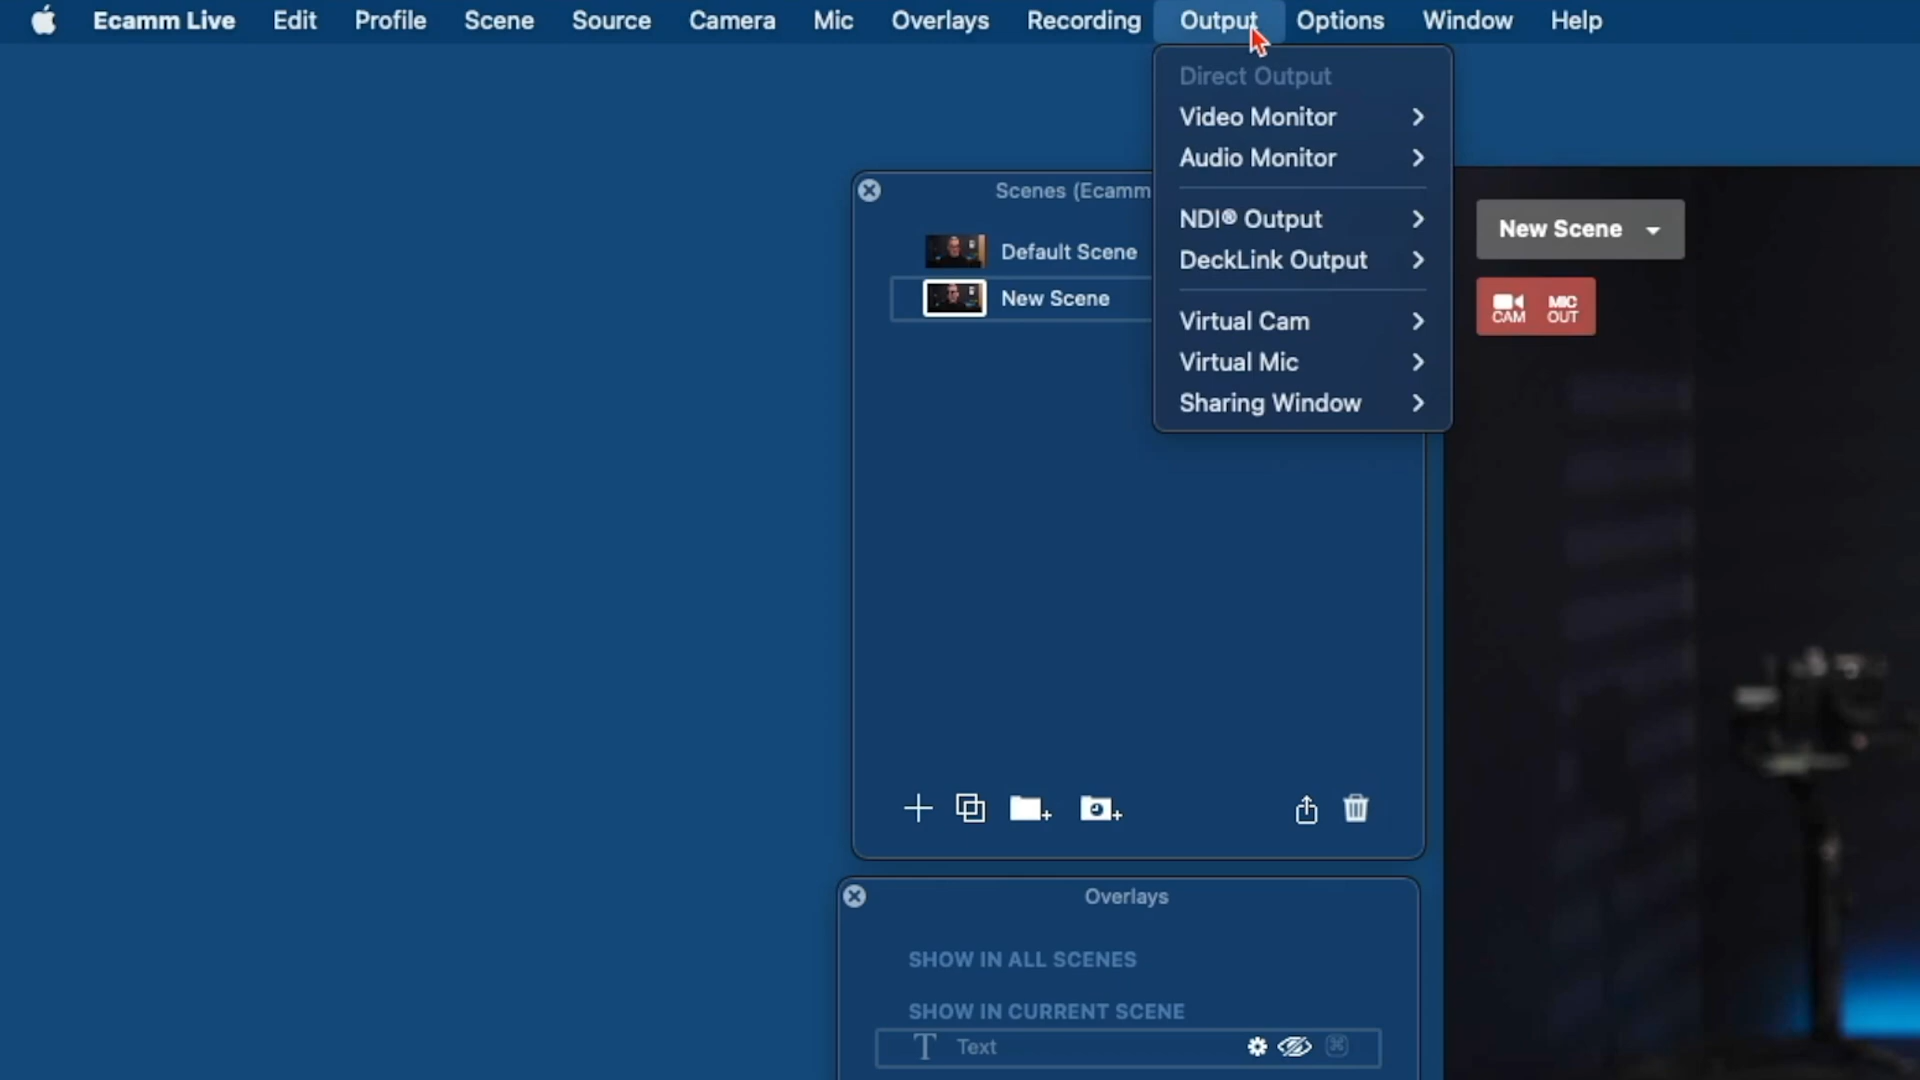 Ecamm Live Edit Profile Scene Source Camera Mic Overlays Recording Output Options Window Help
Direct Output
Video Monitor
Audio Monitor
NDI® Output
DeckLink Output
Virtual Cam
Virtual Mic
Sharing Window
Scenes (Ecamm
Default Scene
New Scene
New Scene
CAM
MIC
OUT
Overlays
SHOW IN ALL SCENES
SHOW IN CURRENT SCENE
T Text